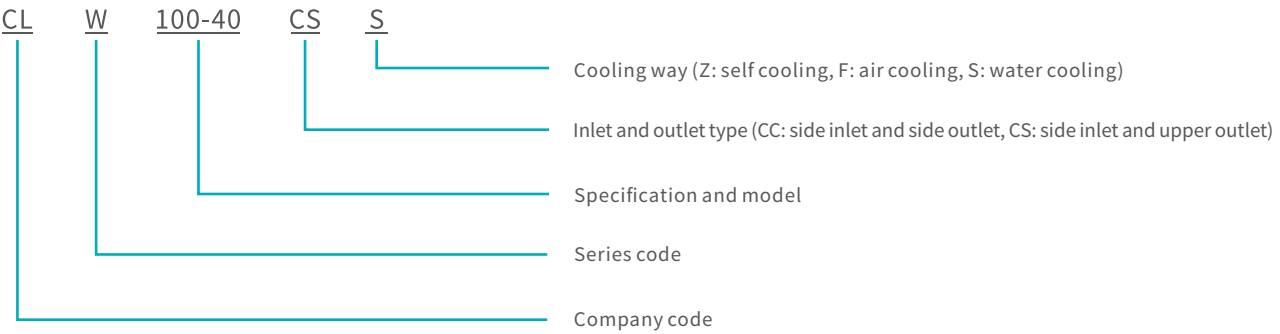 CL W 100-40 CS S
Cooling way (Z: self cooling, F: air cooling, S: water cooling)
Inlet and outlet type (CC: side inlet and side outlet, CS: side inlet and upper outlet)
Specification and model
Series code
Company code